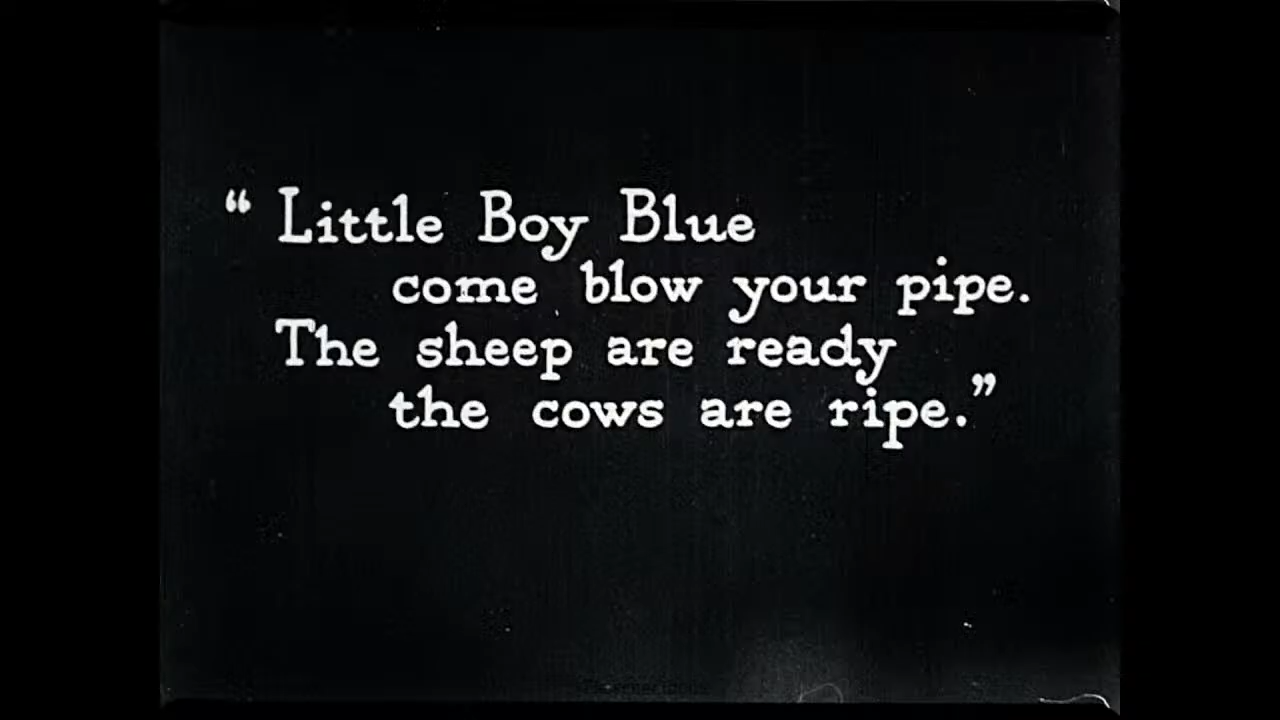 “ Little Boy Blue
come blow your pipe.
The sheep are ready
the cows are ripe.”